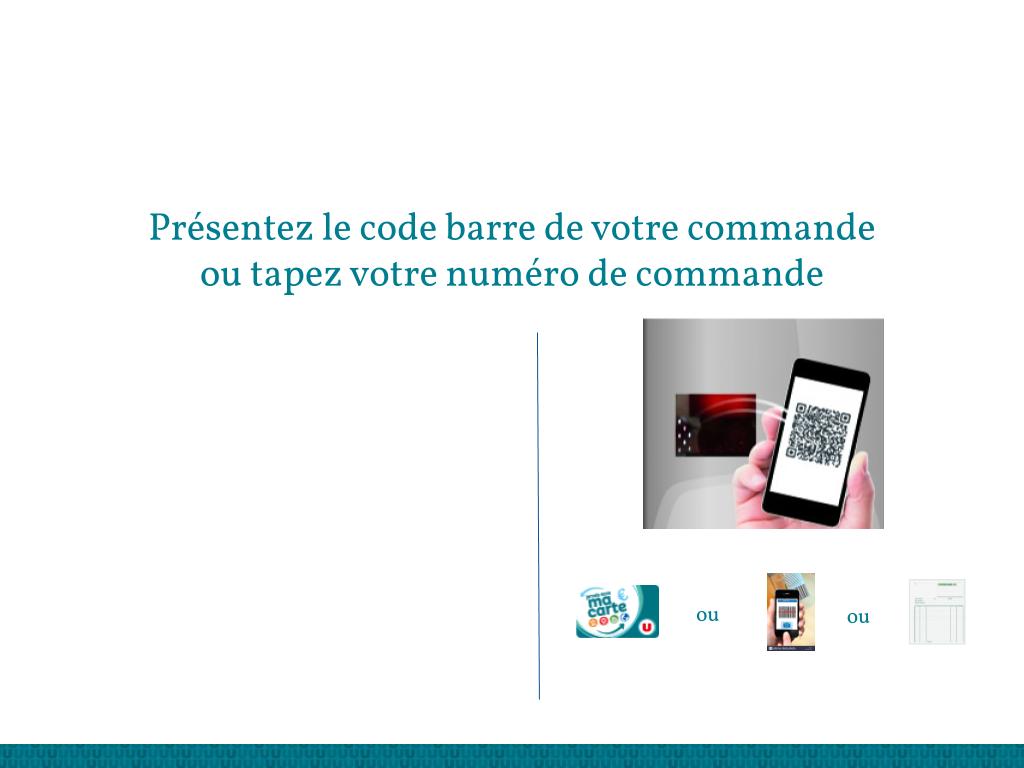 Présentez le code barre de votre commande
ou tapez votre numéro de commande
ma
carte
U
ou
ou